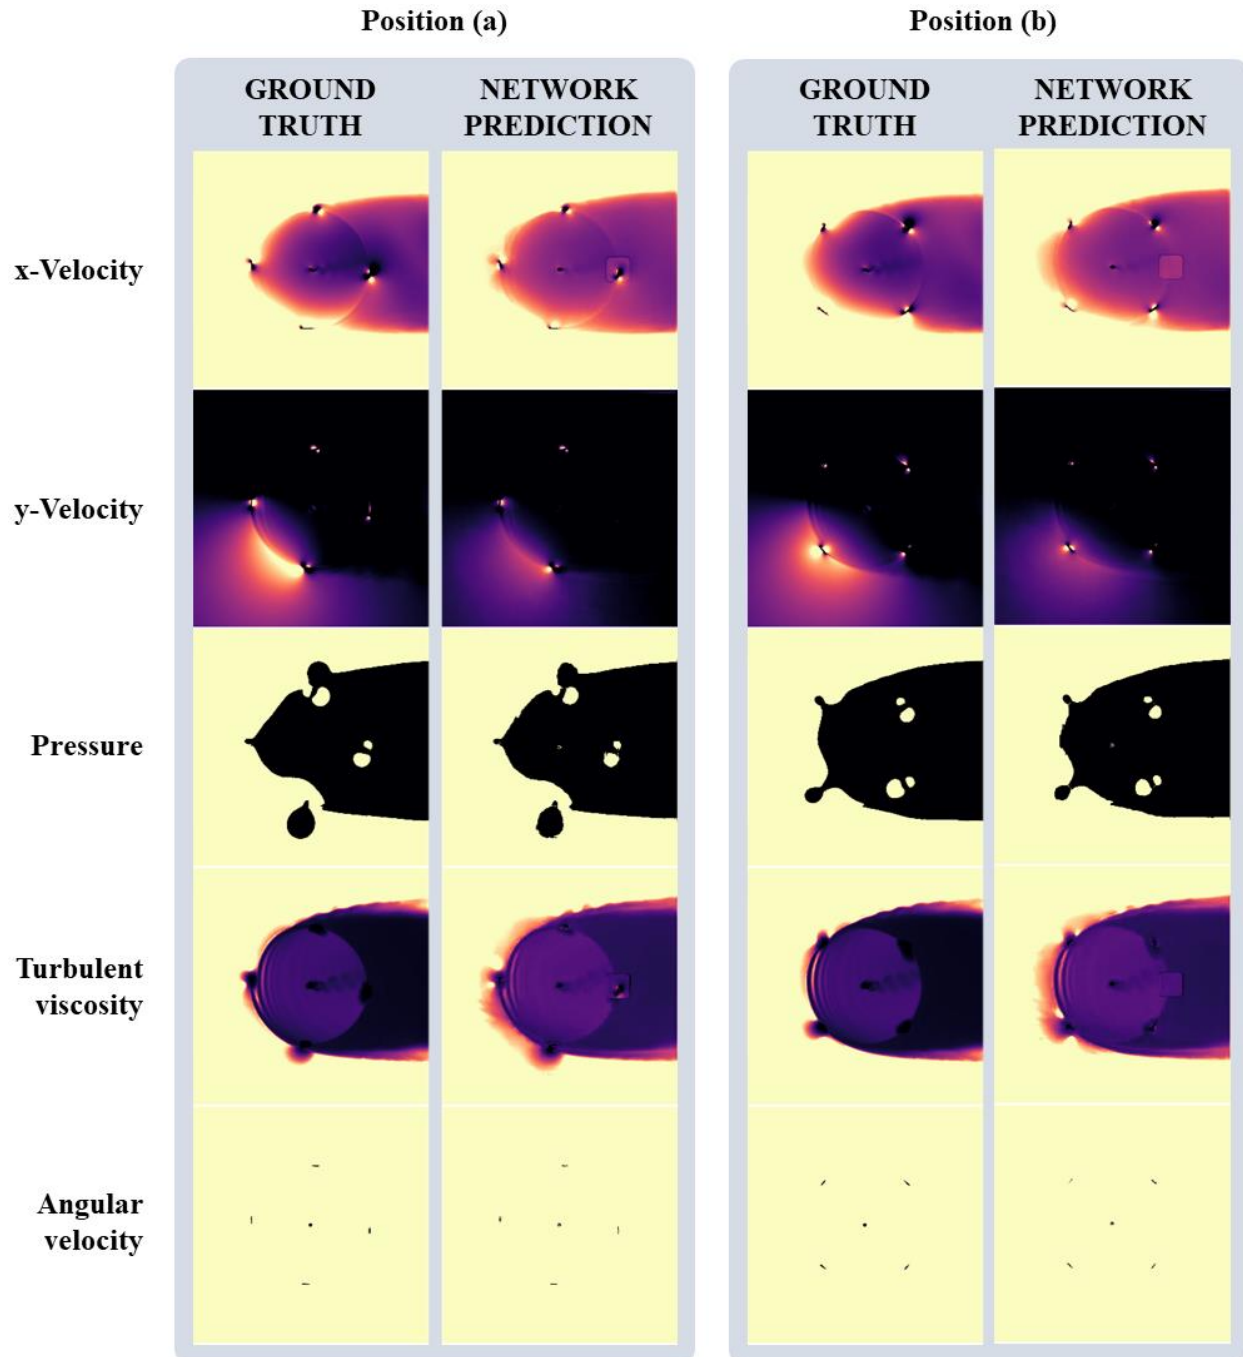 Position (a)
Position (b)
GROUND
TRUTH
NETWORK
PREDICTION
GROUND
TRUTH
NETWORK
PREDICTION
x-Velocity
y-Velocity
Pressure
Turbulent
viscosity
Angular
velocity